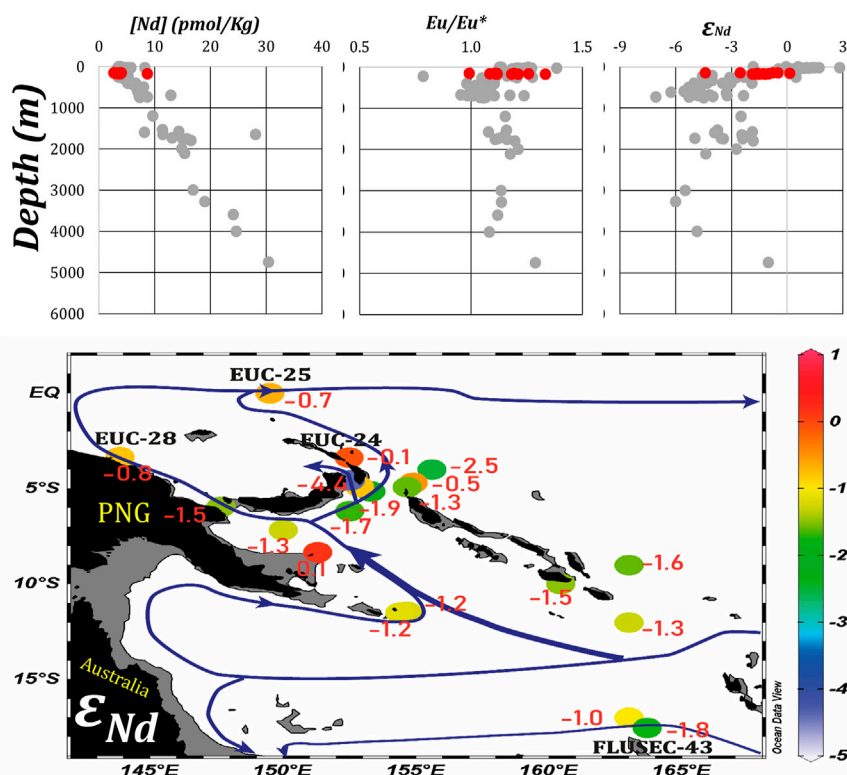 [Nd] (pmol/Kg)
Eu/Eu*
εNd
0 10 20 30 40
0.5 1.0 1.5
-9 -6 -3 0 3
Depth (m)
0
1000
2000
3000
4000
5000
6000
EUC-25
EQ
-0.7
EUC-28
EUC-24
-0.1
-0.8
-2.5
-4.4
-0.5
5°S
PNG
-1.5
-1.9
-1.3
-1.7
-1.3
0.1
-1.6
10°S
-1.5
-1.2
-1.2
-1.3
15°S
Australia
εNd
-1.0
-1.8
FLUSEC-43
145°E 150°E 155°E 160°E 165°E
Ocean Data View
1
0
-1
-2
-3
-4
-5